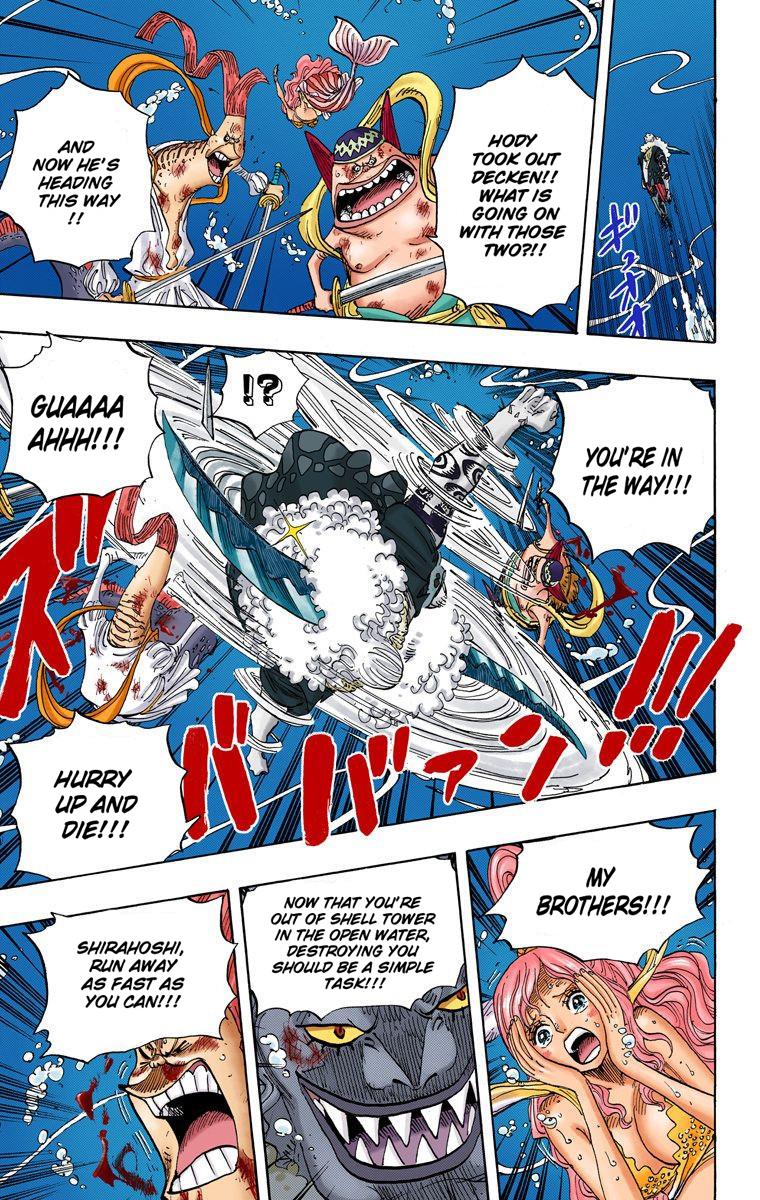 ギュオオオ
HODY
TOOK OUT
DECKEN!!
WHAT IS
GOING ON
WITH THOSE
TWO?!!
AND
NOW HE'S
HEADING
THIS WAY
!!
YOU'RE IN
THE WAY!!!
!?
GUAAAA
AHHH!!!
ズババァン!!!
HURRY
UP AND
DIE!!!
MY
BROTHERS!!!
NOW THAT YOU'RE
OUT OF SHELL TOWER
IN THE OPEN WATER,
DESTROYING YOU
SHOULD BE A SIMPLE
TASK!!!
SHIRAHOSHI,
RUN AWAY
AS FAST AS
YOU CAN!!!